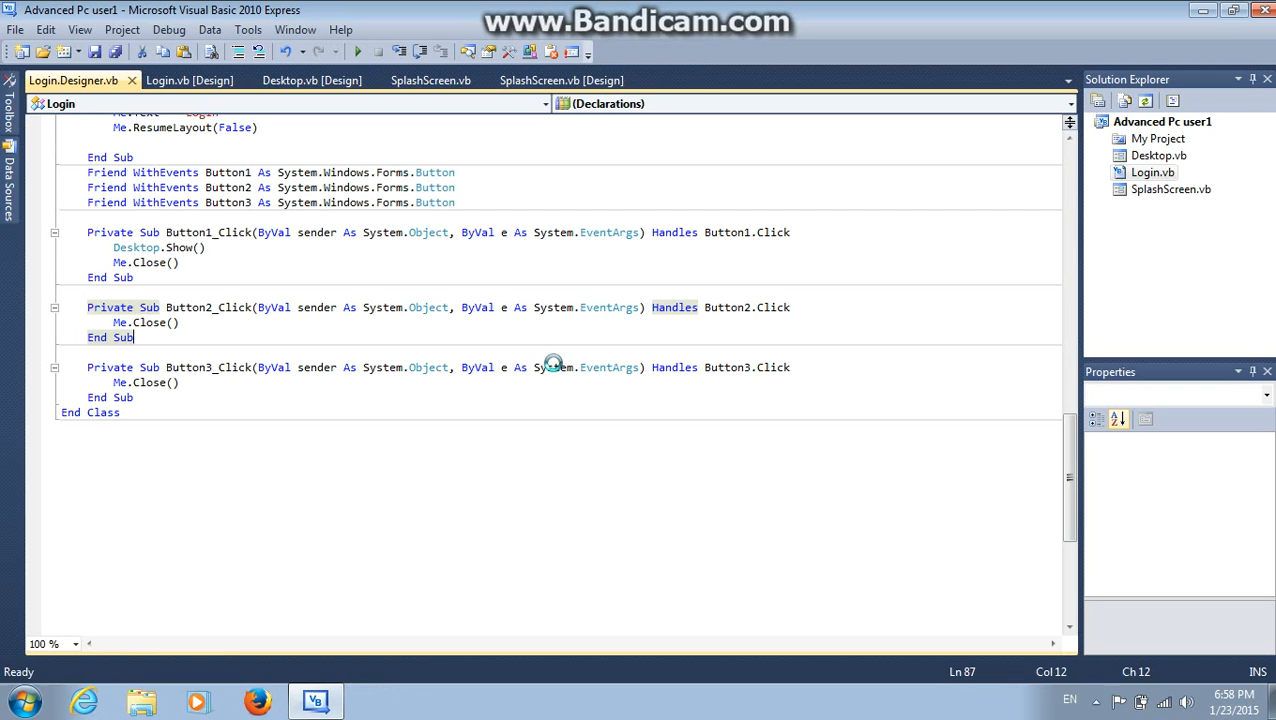 Advanced Pc user1 - Microsoft Visual Basic 2010 Express
www.Bandicam.com
File Edit View Project Debug Data Tools Window Help
Login.Designer.vb Login.vb [Design] Desktop.vb [Design] SplashScreen.vb SplashScreen.vb [Design]
Login (Declarations)
Me.ResumeLayout(False)
End Sub
Friend WithEvents Button1 As System.Windows.Forms.Button
Friend WithEvents Button2 As System.Windows.Forms.Button
Friend WithEvents Button3 As System.Windows.Forms.Button
Private Sub Button1_Click(ByVal sender As System.Object, ByVal e As System.EventArgs) Handles Button1.Click
Desktop.Show()
Me.Close()
End Sub
Private Sub Button2_Click(ByVal sender As System.Object, ByVal e As System.EventArgs) Handles Button2.Click
Me.Close()
End Sub
Private Sub Button3_Click(ByVal sender As System.Object, ByVal e As System.EventArgs) Handles Button3.Click
Me.Close()
End Sub
End Class
100 %
Toolbox
Data Sources
Solution Explorer
Advanced Pc user1
My Project
Desktop.vb
Login.vb
SplashScreen.vb
Properties
Ready Ln 87 Col 12 Ch 12 INS
VB
EN
6:58 PM
1/23/2015